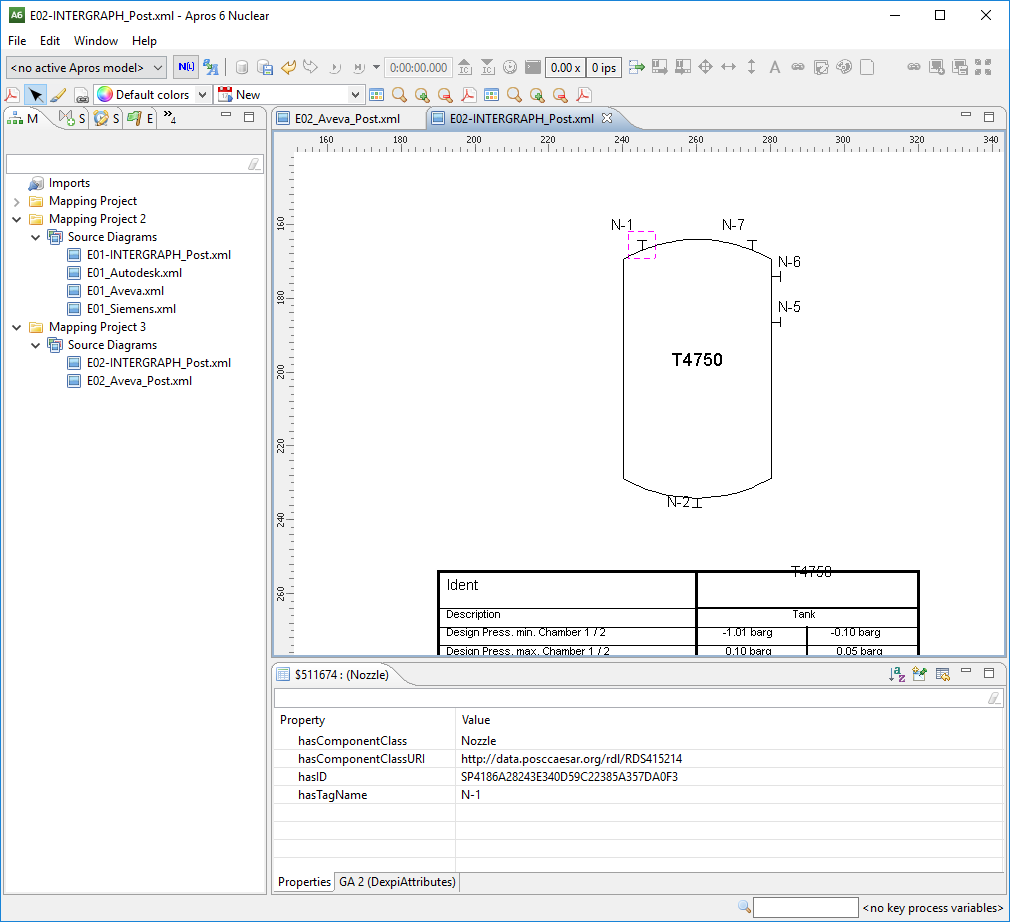 A6 E02-INTERGRAPH_Post.xml - Apros 6 Nuclear
File Edit Window Help
<no active Apros model> N(t) 0:00:00.000 IC IC 0.00 x 0 ips A
Default colors New
M S S E »4
E02_Aveva_Post.xml E02-INTERGRAPH_Post.xml
160 180 200 220 240 260 280 300 320 340
Imports
Mapping Project
Mapping Project 2
Source Diagrams
E01-INTERGRAPH_Post.xml
E01_Autodesk.xml
E01_Aveva.xml
E01_Siemens.xml
Mapping Project 3
Source Diagrams
E02-INTERGRAPH_Post.xml
E02_Aveva_Post.xml
160
180
200
220
240
260
N-1 N-7
N-6
N-5
T4750
N-2
Ident T4750
Description Tank
Design Press. min. Chamber 1 / 2 -1.01 barg -0.10 barg
Design Press. max. Chamber 1 / 2 0.10 barg 0.05 barg
$511674 : (Nozzle)
Property Value
hasComponentClass Nozzle
hasComponentClassURI http://data.posccaesar.org/rdl/RDS415214
hasID SP4186A28243E340D59C22385A357DA0F3
hasTagName N-1
Properties GA 2 (DexpiAttributes)
<no key process variables>